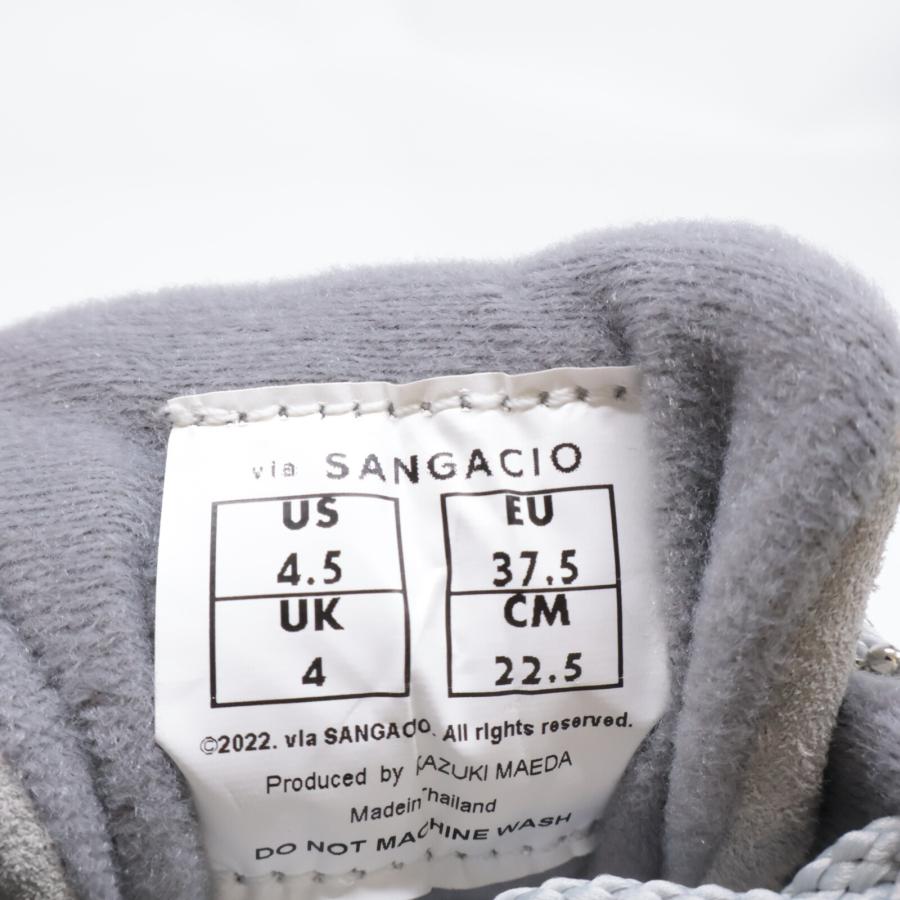 via SANGACIO
US EU
4.5 37.5
UK CM
4 22.5
©2022. via SANGACIO. All rights reserved.
Produced by KAZUKI MAEDA
Made in Thailand
DO NOT MACHINE WASH